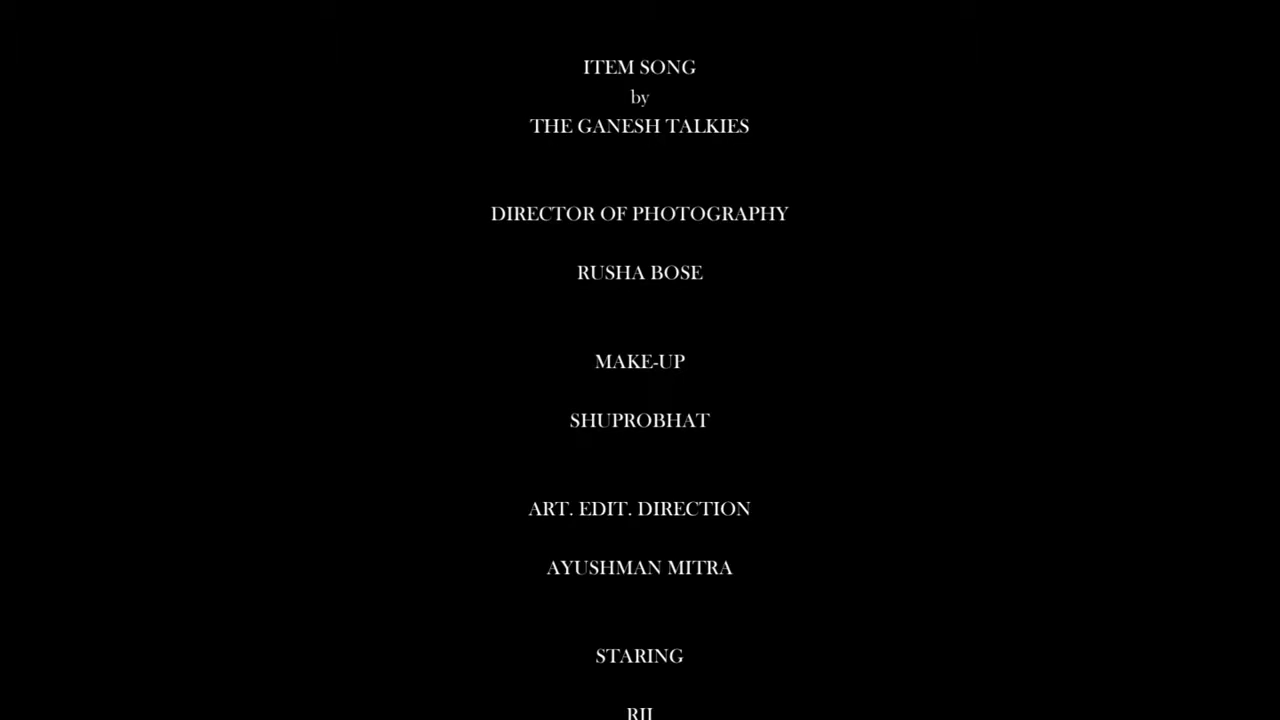 ITEM SONG
by
THE GANESH TALKIES
DIRECTOR OF PHOTOGRAPHY
RUSHA BOSE
MAKE-UP
SHUPROBHAT
ART. EDIT. DIRECTION
AYUSHMAN MITRA
STARING
RII